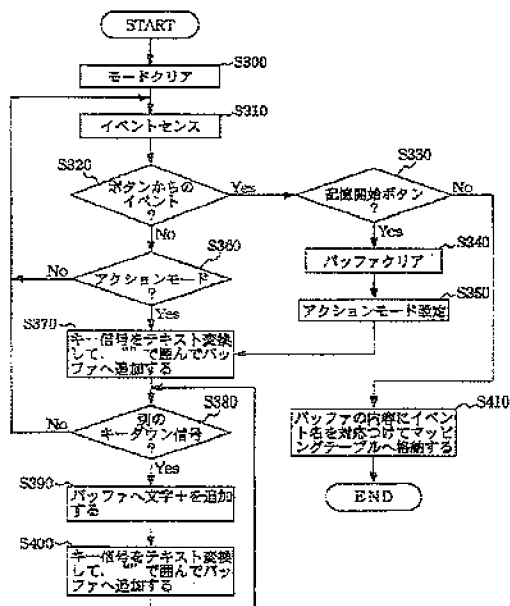 START
S300
モードクリア
S310
イベントセンス
S320
ボタンからの
イベント
?
Yes
No
S330
記憶開始ボタン
?
No
Yes
S340
バッファクリア
S350
アクションモード設定
S360
アクションモード
?
No
Yes
S370
キー信号をテキスト変換
して、“”で囲んでバッ
ファへ追加する
S380
別の
キーダウン信号
?
No
Yes
S390
バッファへ文字+を追加
する
S400
キー信号をテキスト変換
して、“”で囲んでバッ
ファへ追加する
S410
バッファの内容にイベン
ト名を対応つけてマッピ
ングテーブルへ格納する
END